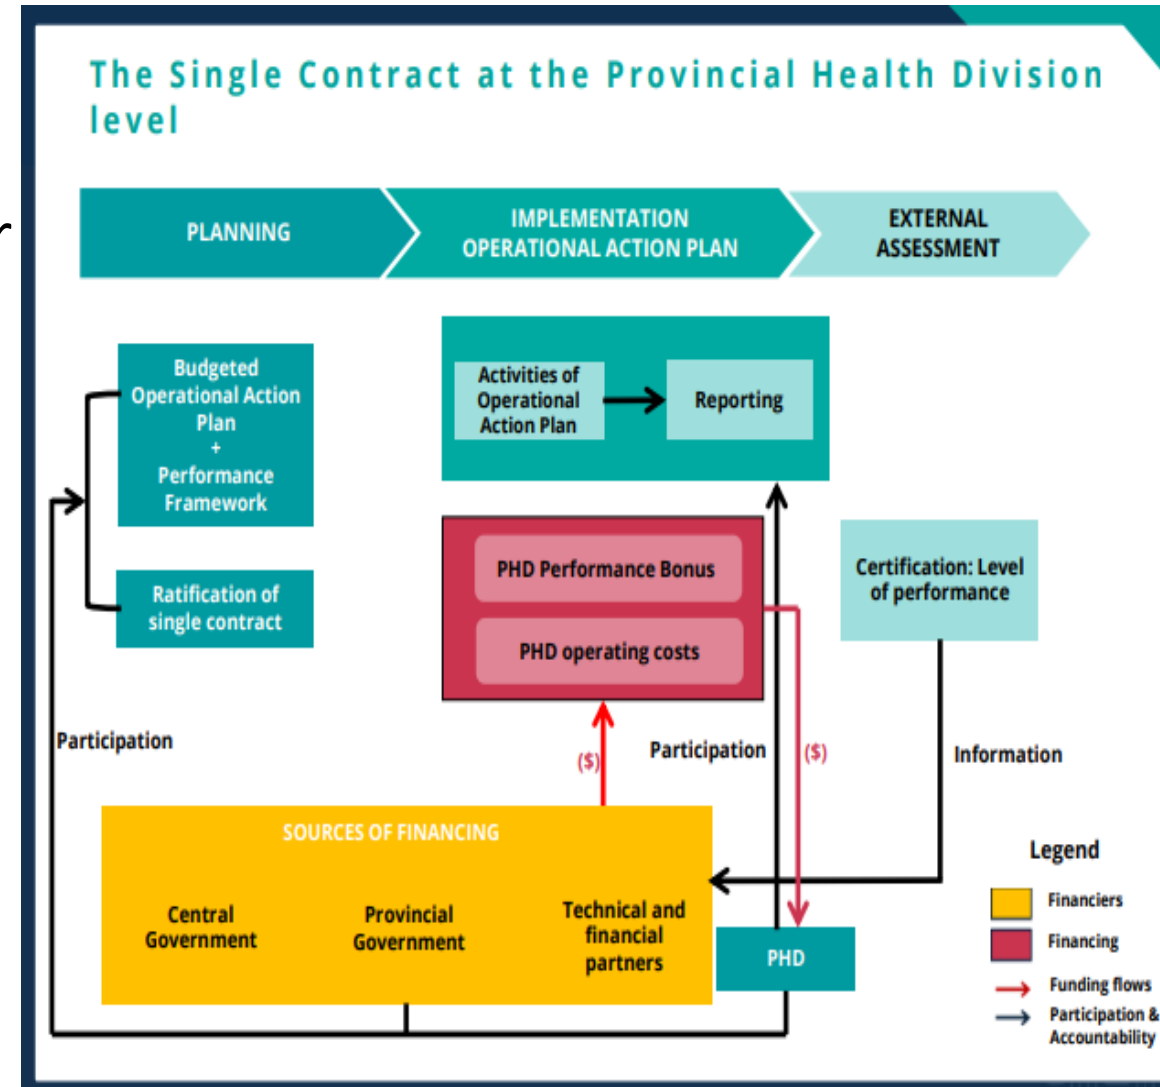 The Single Contract at the Provincial Health Division
level
r
PLANNING
IMPLEMENTATION
OPERATIONAL ACTION PLAN
EXTERNAL
ASSESSMENT
Budgeted
Operational Action
Plan
+
Performance
Framework
Ratification of
single contract
Activities of
Operational
Action Plan
Reporting
PHD Performance Bonus
PHD operating costs
Certification: Level
of performance
Participation
($)
Participation
($)
Information
SOURCES OF FINANCING
Central
Government
Provincial
Government
Technical and
financial
partners
PHD
Legend
Financiers
Financing
Funding flows
Participation &
Accountability